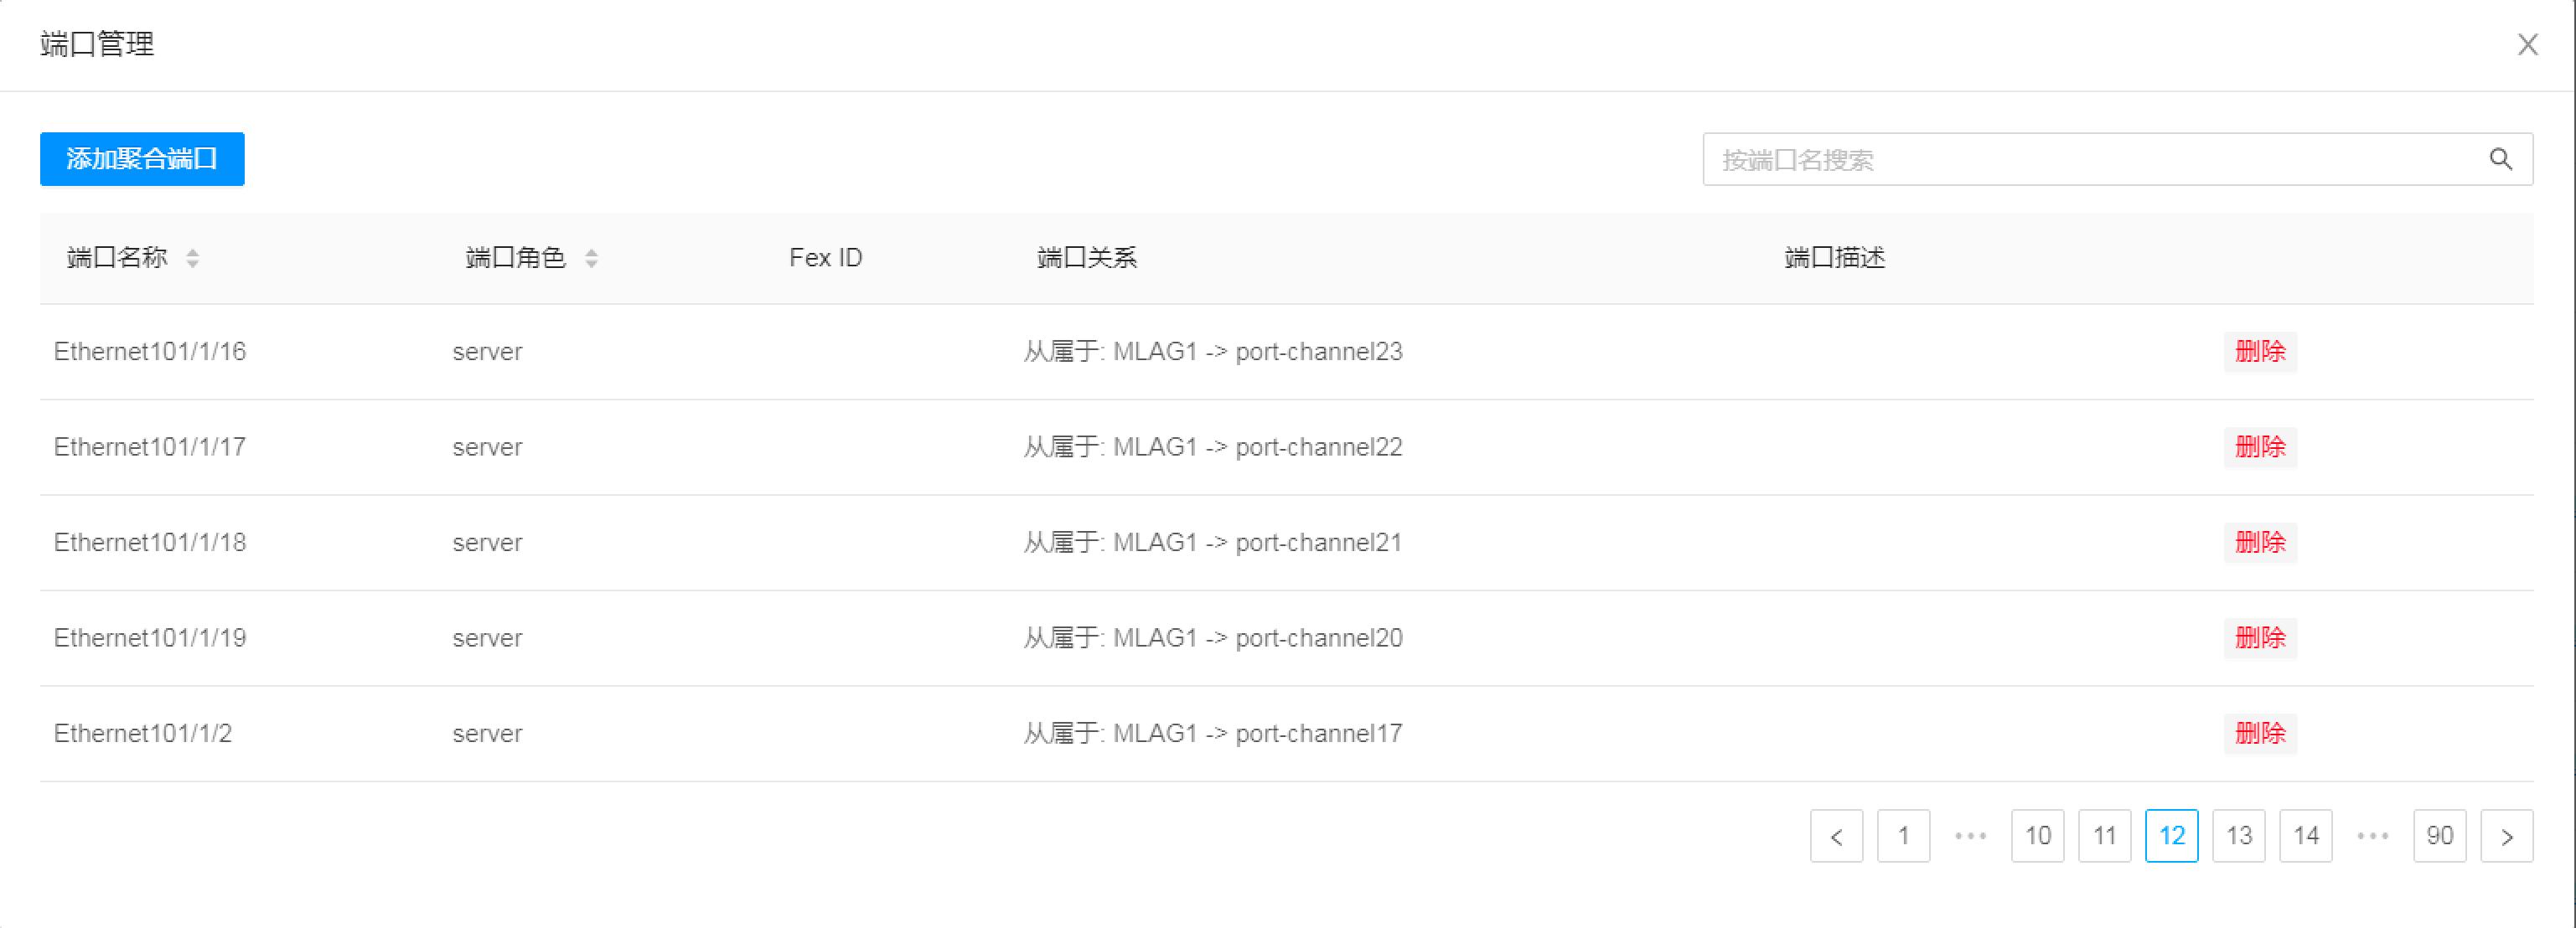 端口管理
添加聚合端口
按端口名搜索
端口名称 端口角色 Fex ID 端口关系 端口描述
Ethernet101/1/16 server 从属于: MLAG1 -> port-channel23 删除
Ethernet101/1/17 server 从属于: MLAG1 -> port-channel22 删除
Ethernet101/1/18 server 从属于: MLAG1 -> port-channel21 删除
Ethernet101/1/19 server 从属于: MLAG1 -> port-channel20 删除
Ethernet101/1/2 server 从属于: MLAG1 -> port-channel17 删除
< 1 ••• 10 11 12 13 14 ••• 90 >